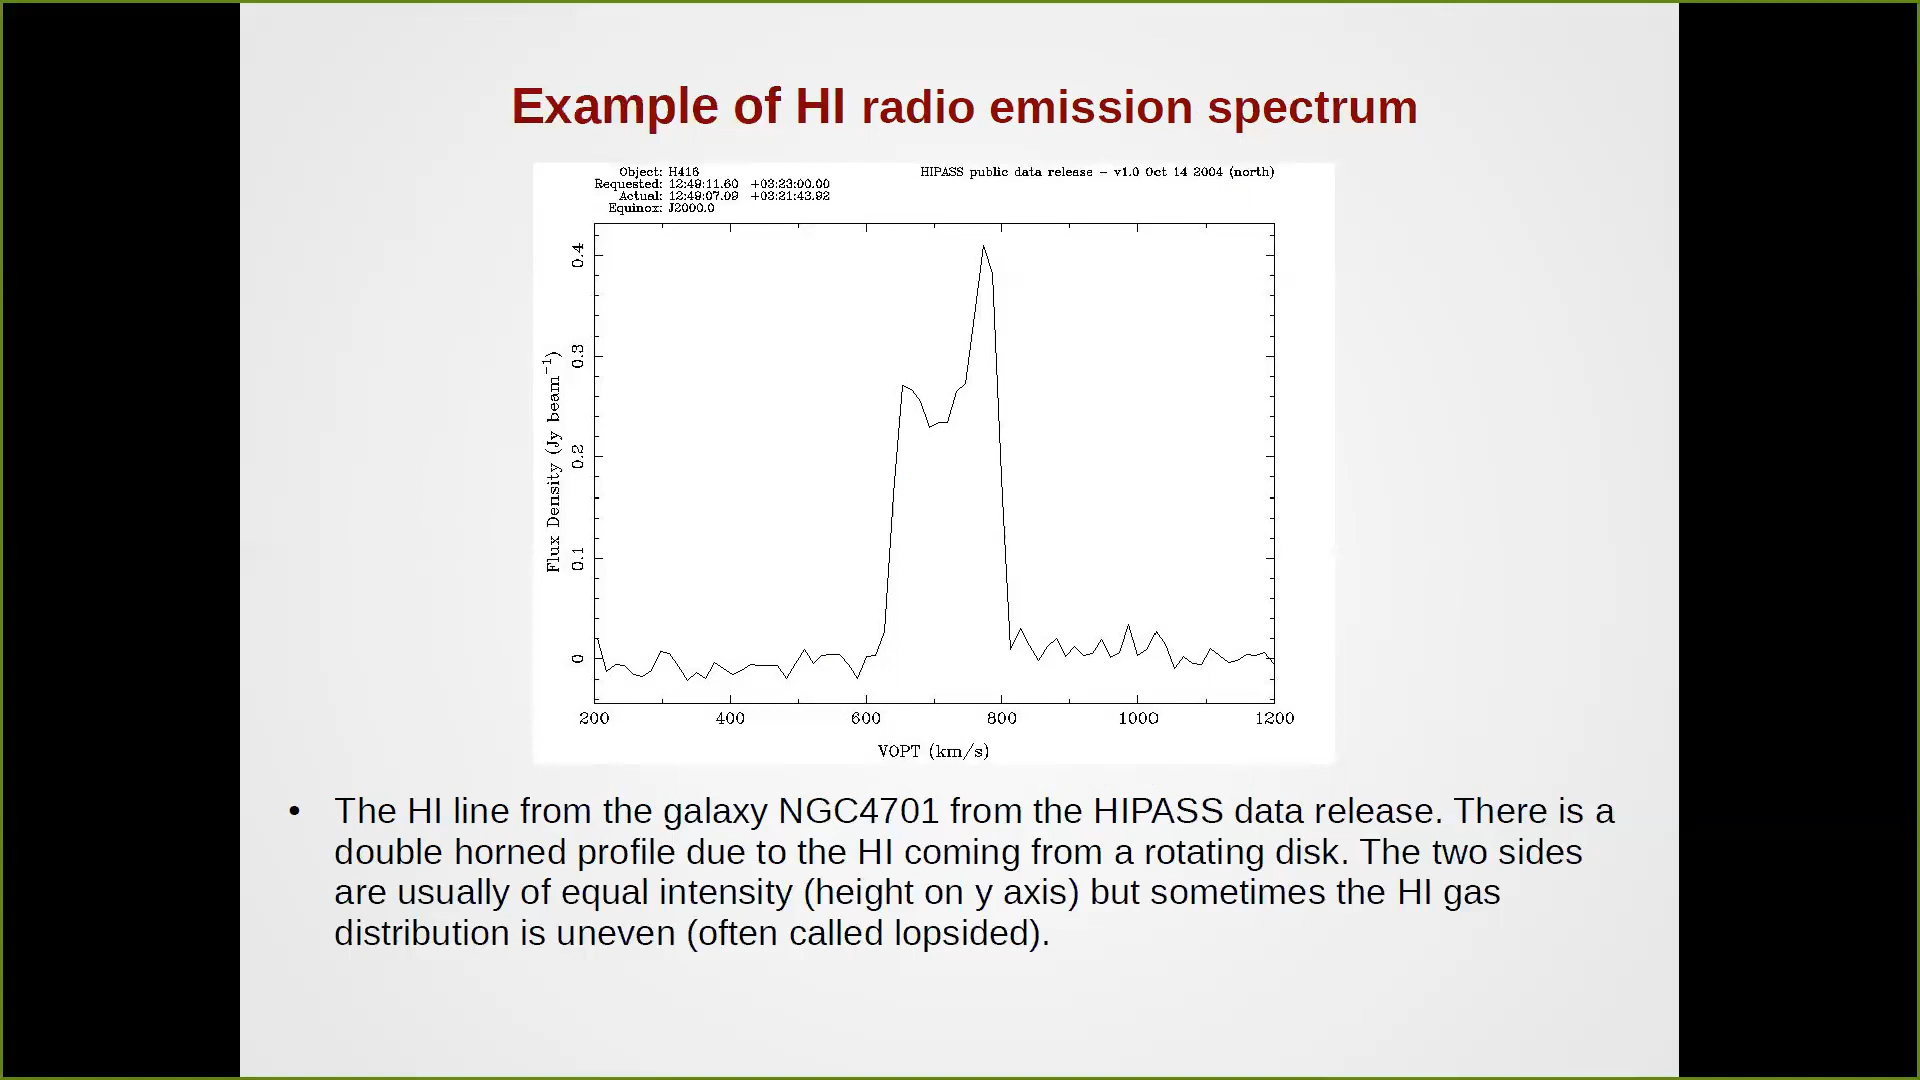 Example of HI radio emission spectrum
Object: H416
HIPASS public data release – v1.0 Oct 14 2004 (north)
Requested: 12:49:11.60 +03:23:00.00
Actual: 12:49:07.09 +03:21:43.92
Equinox: J2000.0
Flux Density (Jy beam⁻¹)
0.4
0.3
0.2
0.1
0
200 400 600 800 1000 1200
VOPT (km/s)
• The HI line from the galaxy NGC4701 from the HIPASS data release. There is a
double horned profile due to the HI coming from a rotating disk. The two sides
are usually of equal intensity (height on y axis) but sometimes the HI gas
distribution is uneven (often called lopsided).